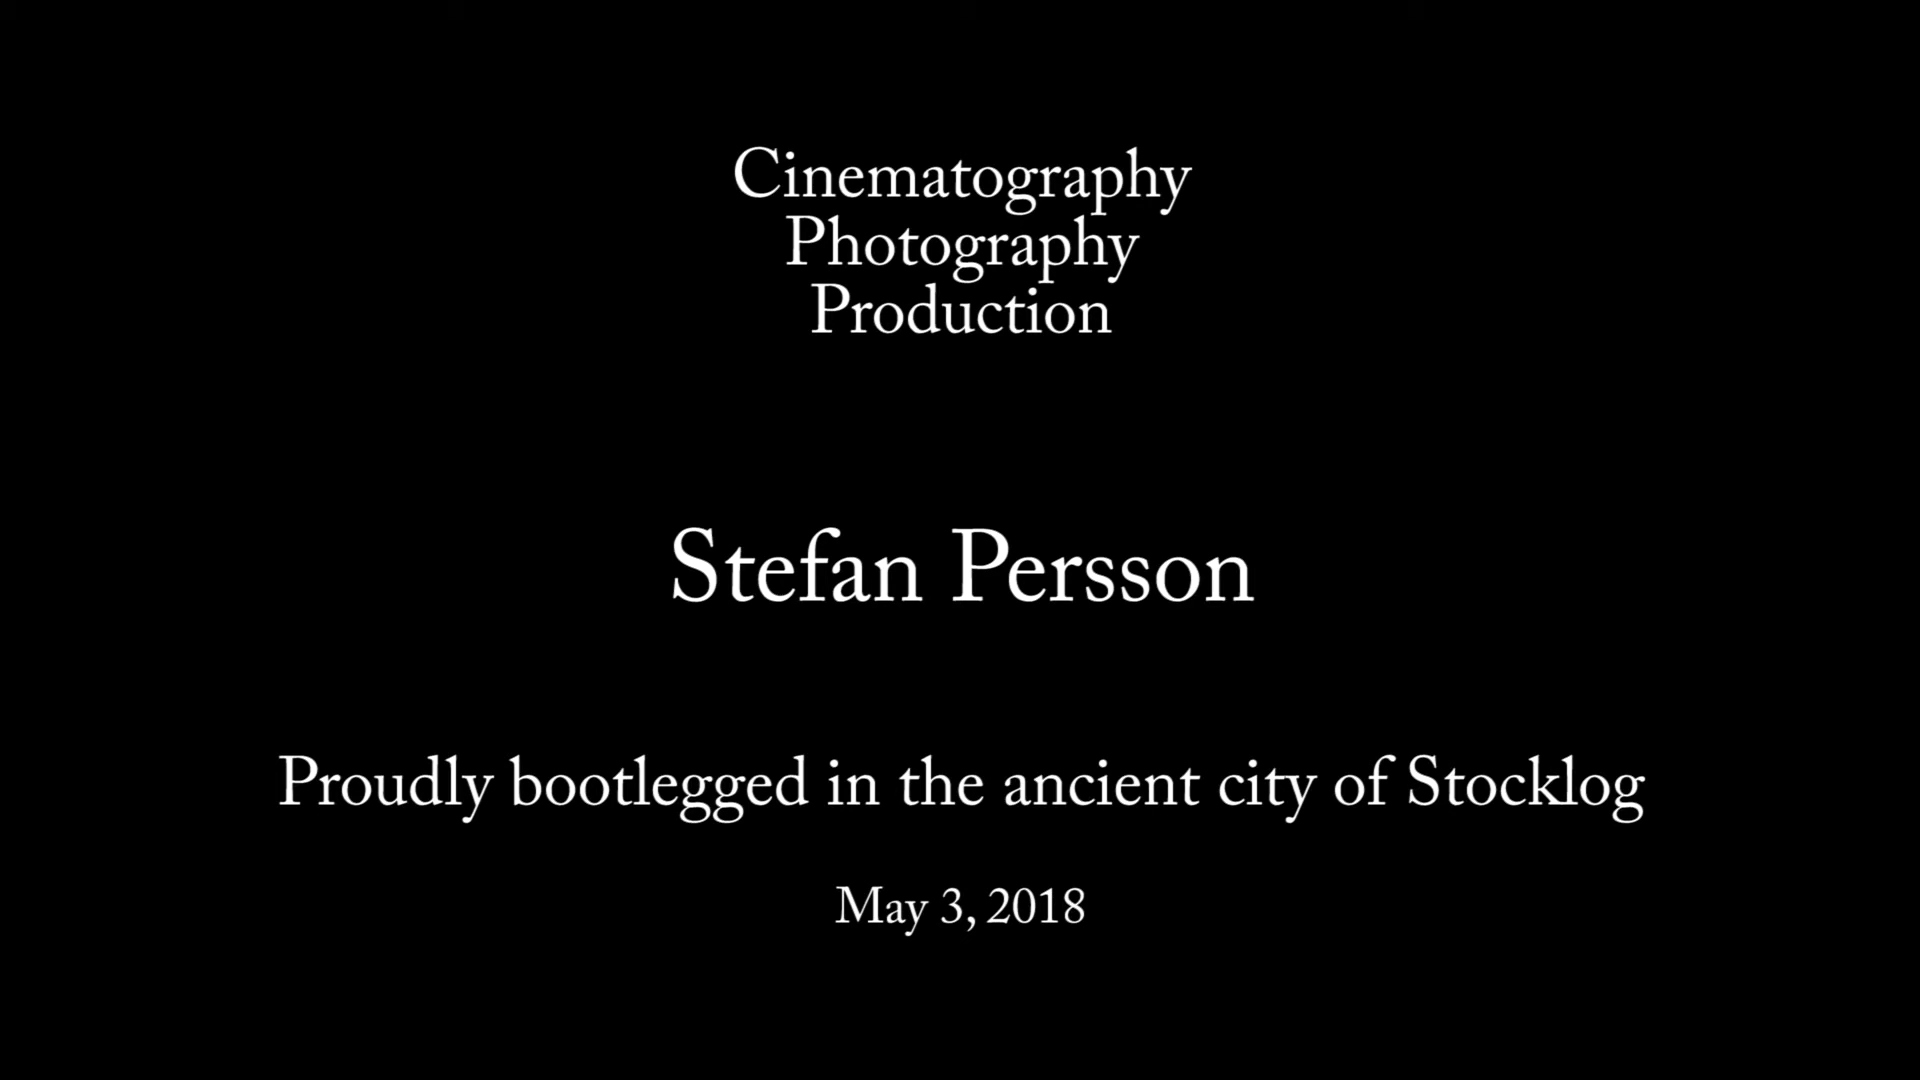 Cinematography
Photography
Production
Stefan Persson
Proudly bootlegged in the ancient city of Stocklog
May 3, 2018